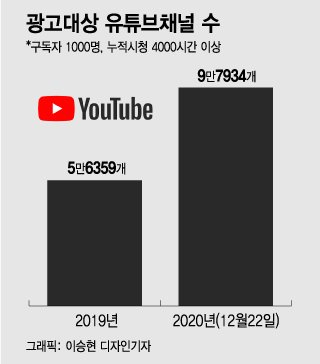 광고대상 유튜브채널 수
*구독자 1000명, 누적시청 4000시간 이상
9만7934개
YouTube
5만6359개
2019년
2020년(12월22일)
그래픽: 이승현 디자인기자